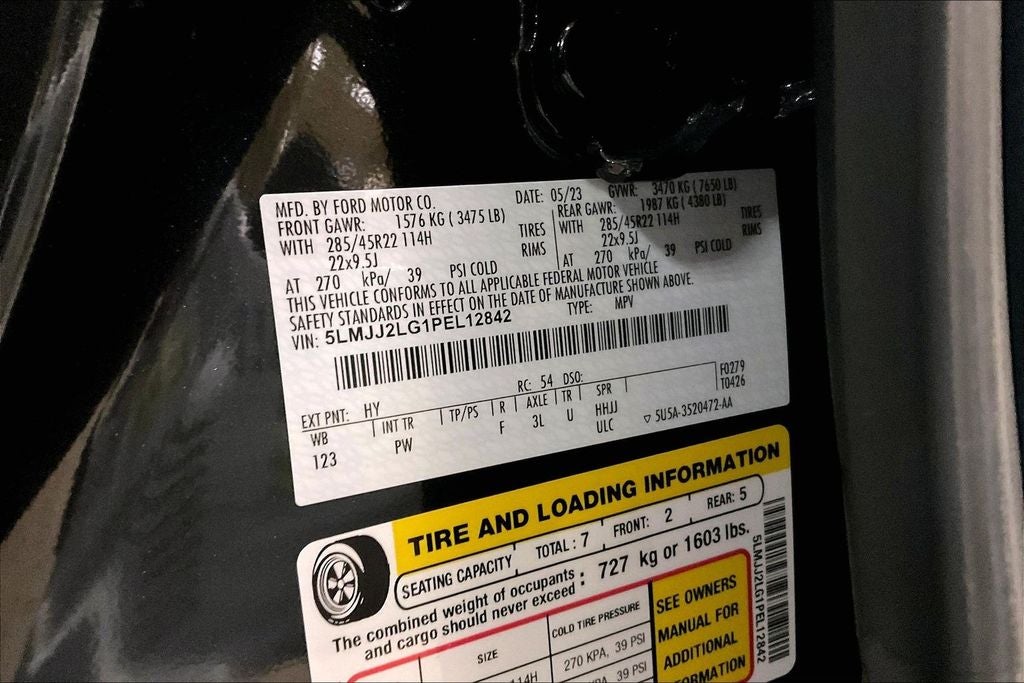 MFD. BY FORD MOTOR CO.
DATE: 05/23 GVWR: 3470 KG ( 7650 LB)
FRONT GAWR: 1576 KG ( 3475 LB)
WITH 285/45R22 114H TIRES
22x9.5J RIMS
AT 270 kPa/ 39 PSI COLD
REAR GAWR: 1987 KG ( 4380 LB)
WITH 285/45R22 114H TIRES
22x9.5J RIMS
AT 270 kPa/ 39 PSI COLD
THIS VEHICLE CONFORMS TO ALL APPLICABLE FEDERAL MOTOR VEHICLE
SAFETY STANDARDS IN EFFECT ON THE DATE OF MANUFACTURE SHOWN ABOVE.
VIN: 5LMJJ2LG1PEL12842 TYPE: MPV
EXT PNT: HY RC: 54 DSO: F0279
T0426
WB INT TR TP/PS R AXLE TR SPR
123 PW F 3L U HHJJ
ULC ▽ 5U5A-3520472-AA
TIRE AND LOADING INFORMATION
SEATING CAPACITY TOTAL : 7 FRONT: 2 REAR: 5
The combined weight of occupants
and cargo should never exceed : 727 kg or 1603 lbs.
SIZE COLD TIRE PRESSURE
114H 270 KPA, 39 PSI
39 PSI
SEE OWNERS
MANUAL FOR
ADDITIONAL
INFORMATION
5LMJJ2LG1PEL12842